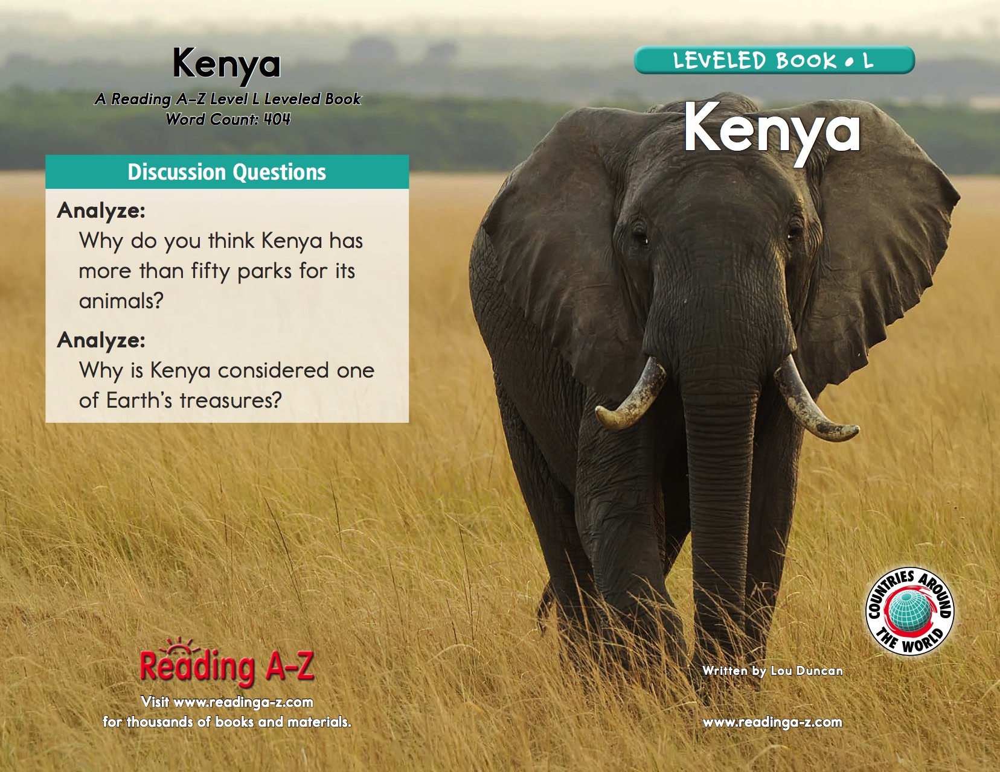 Kenya
A Reading A–Z Level L Leveled Book
Word Count: 404
Discussion Questions
Analyze:
Why do you think Kenya has
more than fifty parks for its
animals?
Analyze:
Why is Kenya considered one
of Earth's treasures?
Reading A–Z
Visit www.readinga-z.com
for thousands of books and materials.
LEVELED BOOK • L
Kenya
COUNTRIES AROUND
THE WORLD
Written by Lou Duncan
www.readinga-z.com